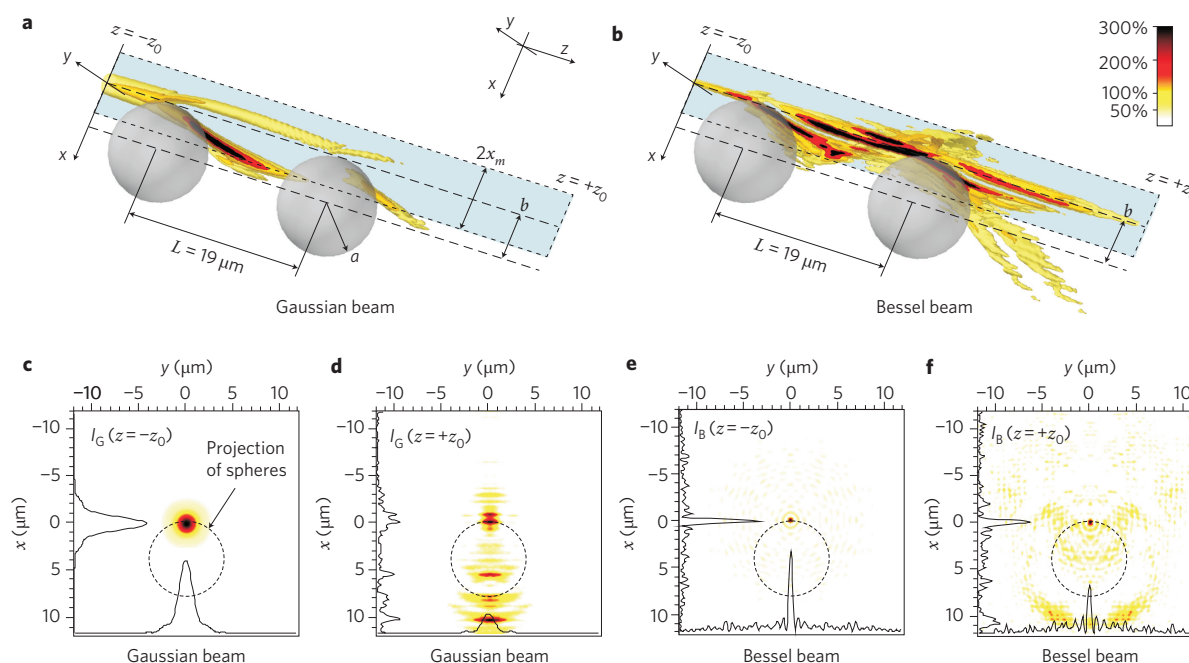 a
z = −z0
y
x
y
z
x
2xm
z = +z0
b
a
L = 19 μm
Gaussian beam
b
z = −z0
y
x
300%
200%
100%
50%
z = +z
b
L = 19 μm
Bessel beam
c
y (μm)
−10 −5 0 5 10
−10
−5
0
5
10
x (μm)
IG (z = −z0)
Projection
of spheres
Gaussian beam
d
y (μm)
−10 −5 0 5 10
−10
−5
0
5
10
x (μm)
IG (z = +z0)
Gaussian beam
e
y (μm)
−10 −5 0 5 10
−10
−5
0
5
10
x (μm)
IB (z = −z0)
Bessel beam
f
y (μm)
−10 −5 0 5 10
−10
−5
0
5
10
x (μm)
IB (z = +z0)
Bessel beam